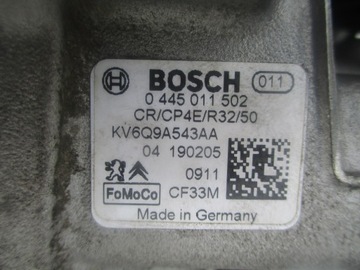 BOSCH 011
0 445 011 502
CR/CP4E/R32/50
KV6Q9A543AA
04 190205
0911
FoMoCo CF33M
Made in Germany